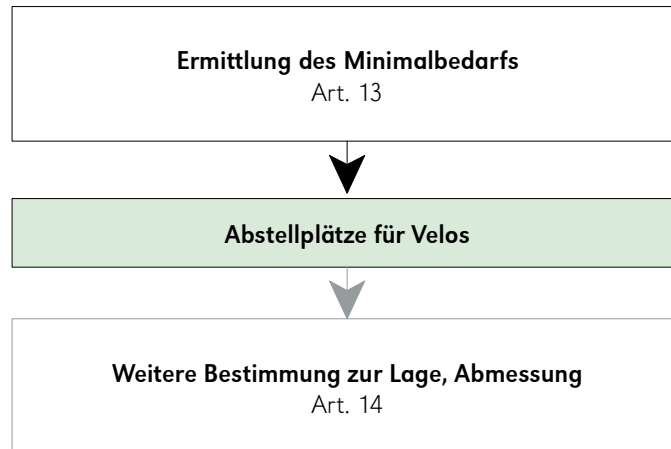 Ermittlung des Minimalbedarfs
Art. 13
Abstellplätze für Velos
Weitere Bestimmung zur Lage, Abmessung
Art. 14